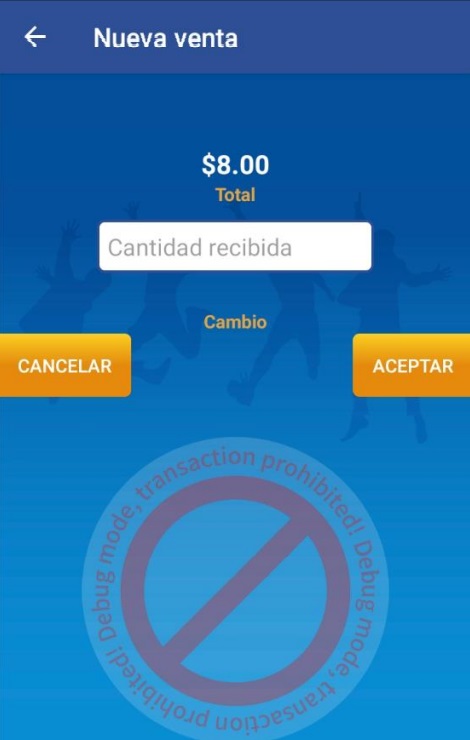 Nueva venta
$8.00
Total
Cantidad recibida
Cambio
CANCELAR
ACEPTAR
Debug mode, transaction prohibited! Debug mode, transaction prohibited!